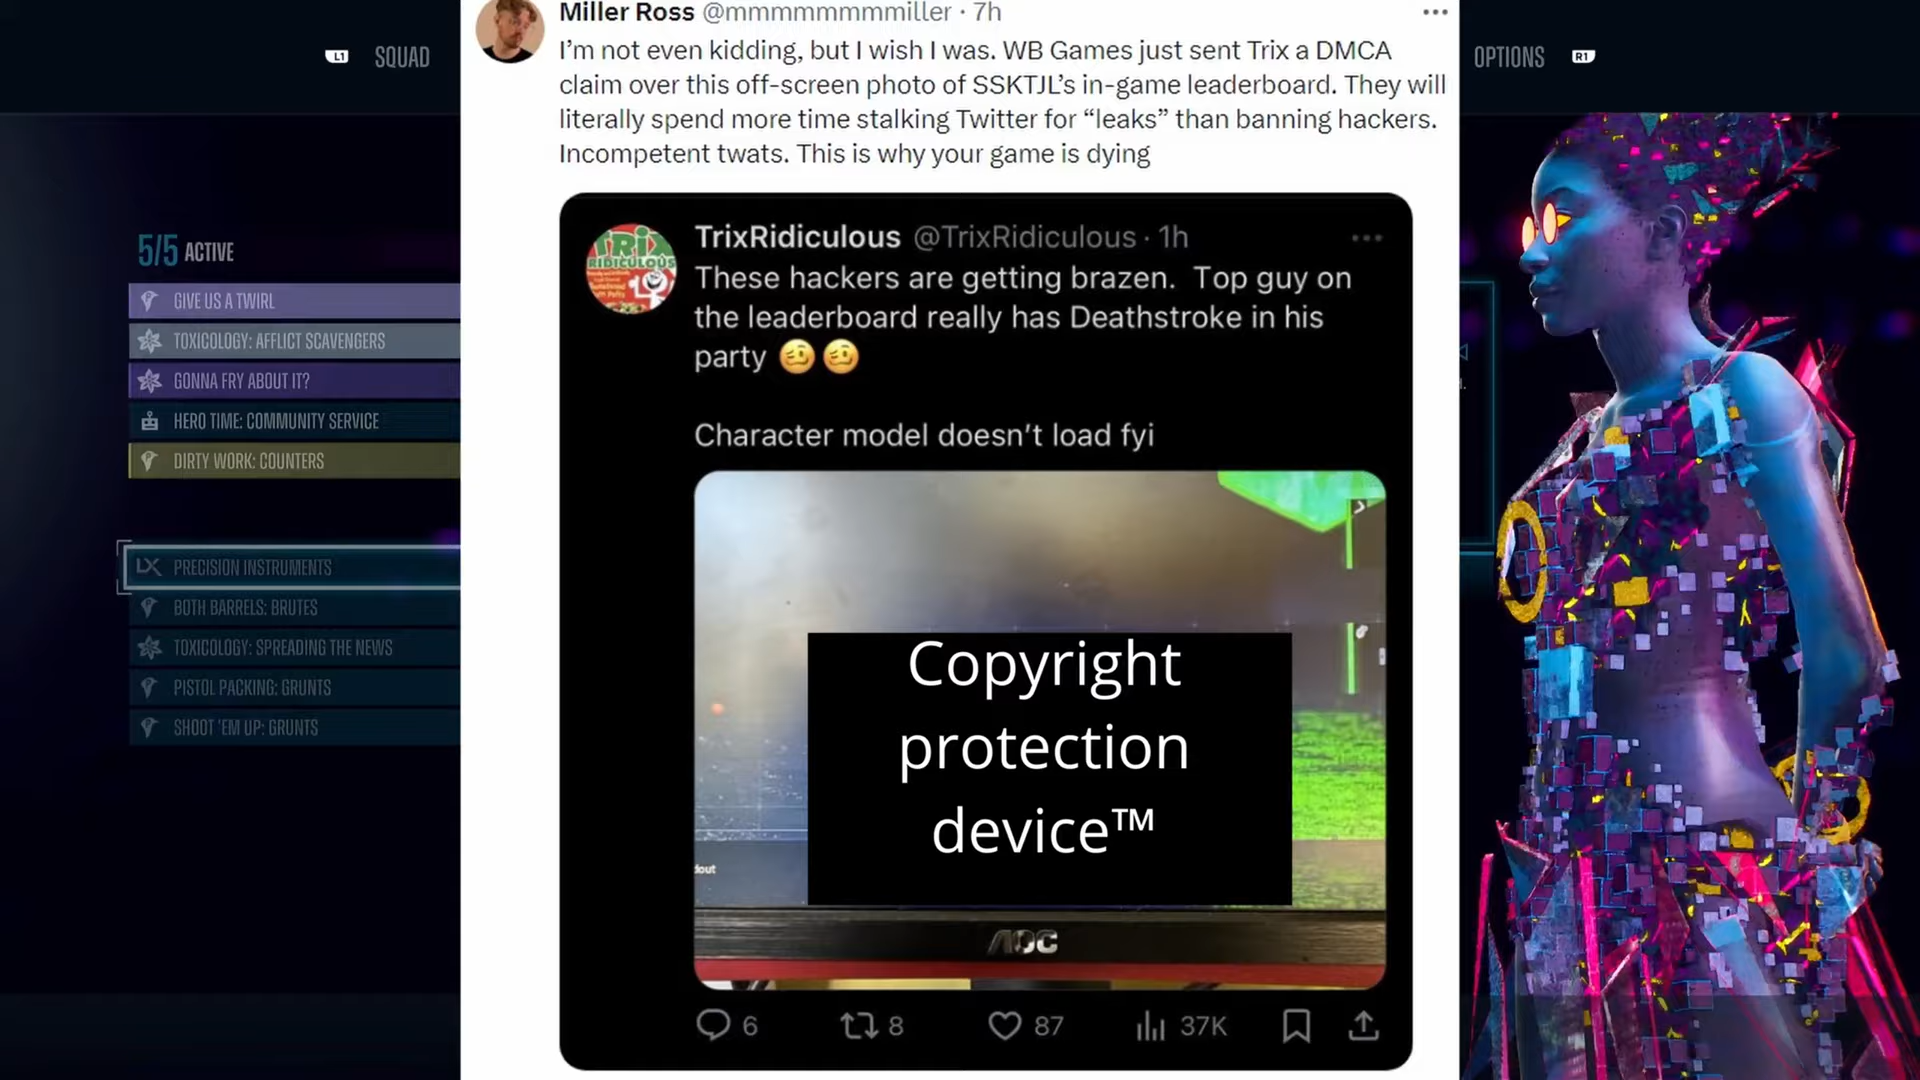 L1 SQUAD
OPTIONS R1
5/5 ACTIVE
GIVE US A TWIRL
TOXICOLOGY: AFFLICT SCAVENGERS
GONNA FRY ABOUT IT?
HERO TIME: COMMUNITY SERVICE
DIRTY WORK: COUNTERS
PRECISION INSTRUMENTS
BOTH BARRELS: BRUTES
TOXICOLOGY: SPREADING THE NEWS
PISTOL PACKING: GRUNTS
SHOOT 'EM UP: GRUNTS
Miller Ross @mmmmmmmmiller · 7h
I’m not even kidding, but I wish I was. WB Games just sent Trix a DMCA
claim over this off-screen photo of SSKTJL’s in-game leaderboard. They will
literally spend more time stalking Twitter for “leaks” than banning hackers.
Incompetent twats. This is why your game is dying
TRiX
RIDICULOUS
TrixRidiculous @TrixRidiculous · 1h
These hackers are getting brazen. Top guy on
the leaderboard really has Deathstroke in his
party 🥴🥴
Character model doesn’t load fyi
Copyright
protection
device™
dout
AOC
6 8 87 37K